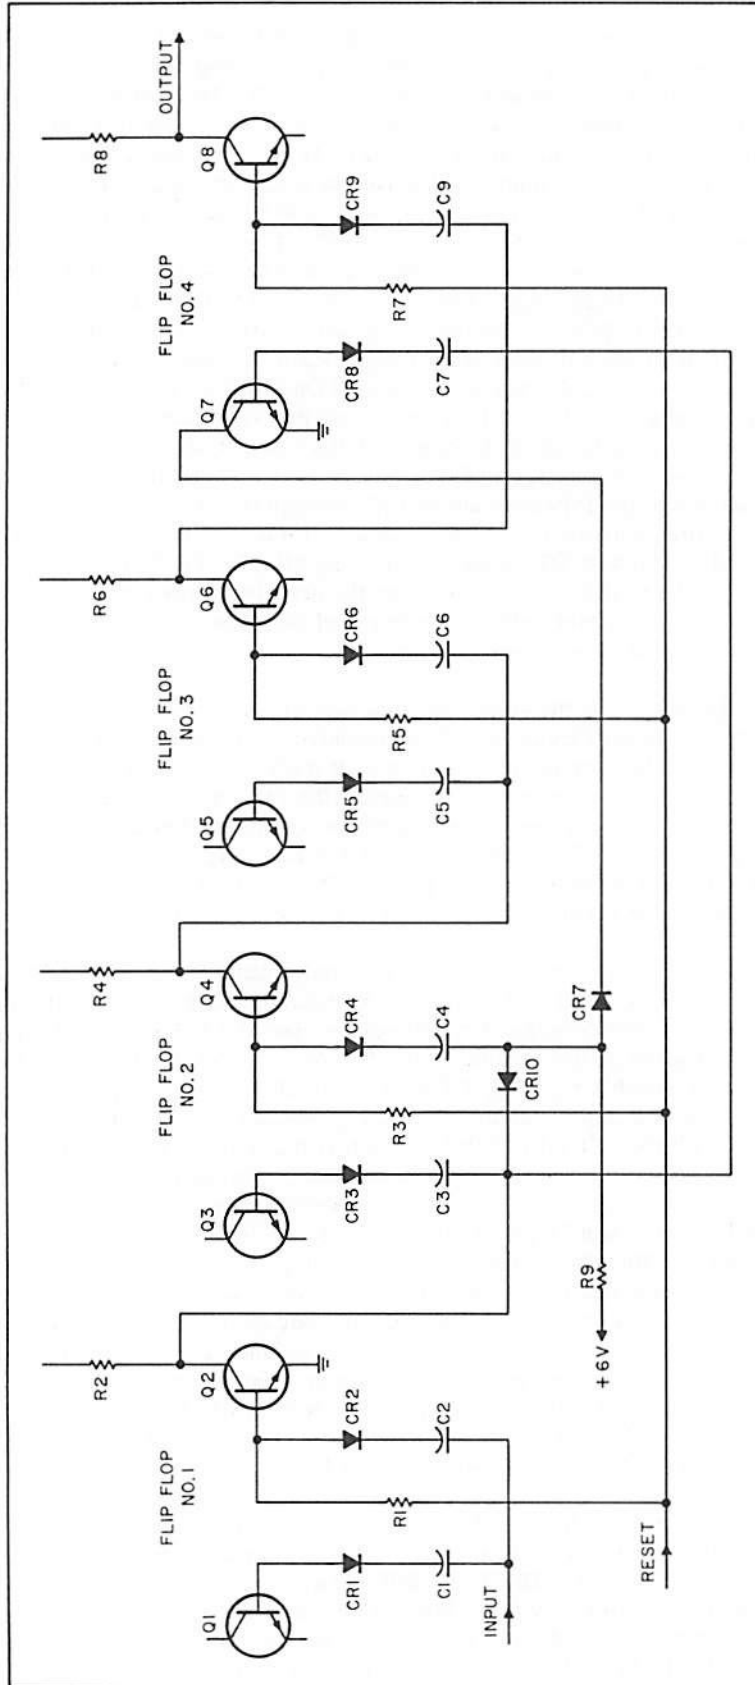 FLIP FLOP
NO.1
FLIP FLOP
NO.2
FLIP FLOP
NO.3
FLIP FLOP
NO.4
R2
R4
R6
R8
OUTPUT
Q1
Q2
Q3
Q4
Q5
Q6
Q7
Q8
CR1
R1
CR2
CR3
R3
CR4
CR5
R5
CR6
CR8
R7
CR9
C1
C2
C3
C4
C5
C6
C7
C9
INPUT
CR10
+6V
R9
CR7
RESET